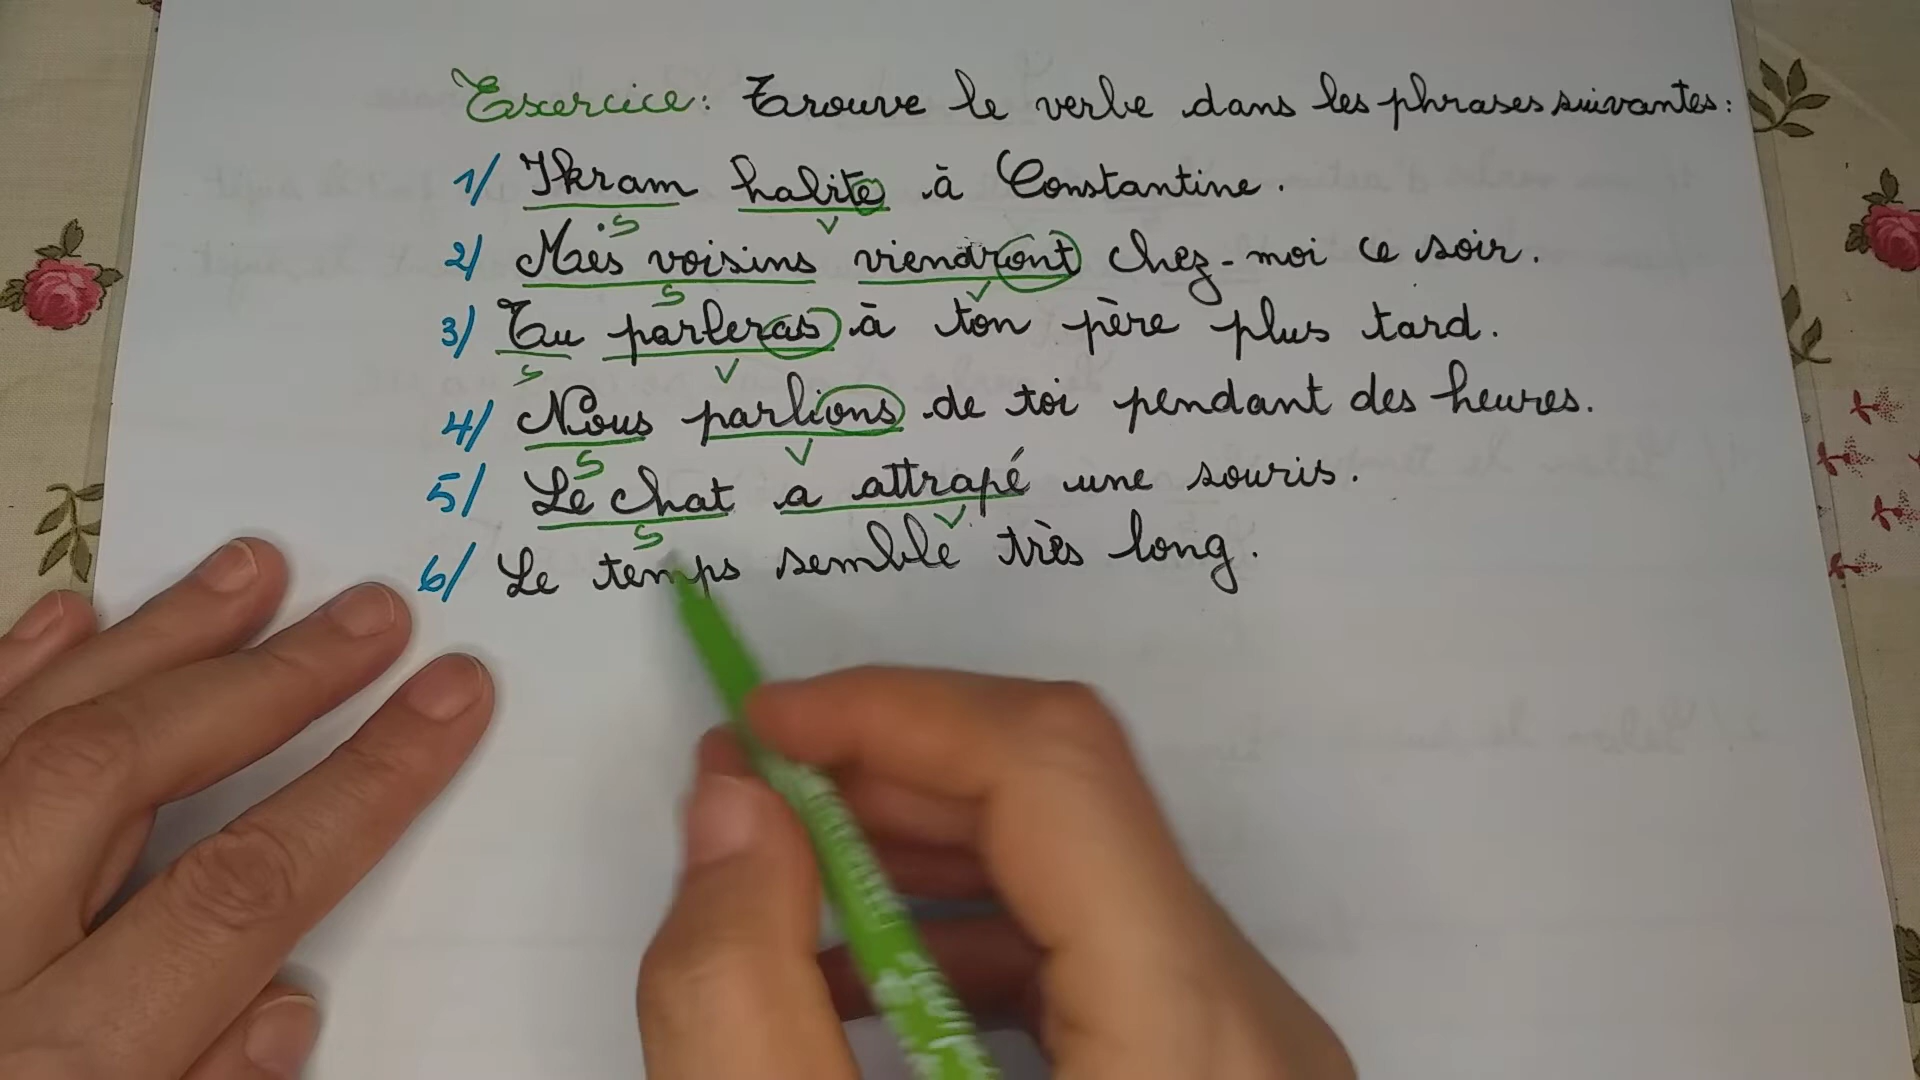 Exercice: Trouve le verbe dans les phrases suivantes:
1/ Ikram habite à Constantine.
S V
2/ Mes voisins viendront chez-moi ce soir.
S V
3/ Tu parleras à ton père plus tard.
S V
4/ Nous parlions de toi pendant des heures.
S V
5/ Le chat a attrapé une souris.
S V
6/ Le temps semble très long.